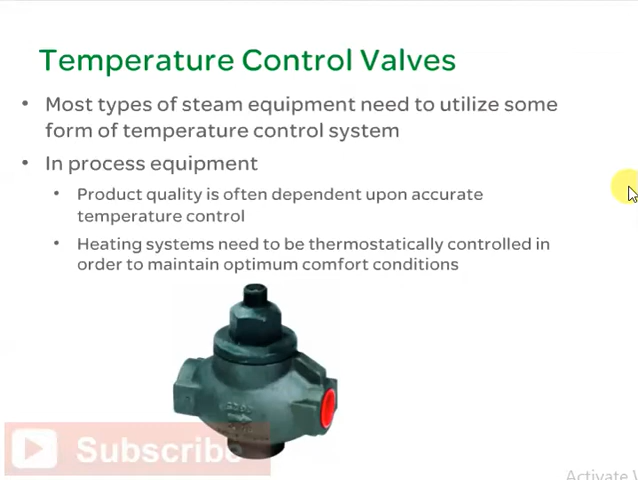 Temperature Control Valves
• Most types of steam equipment need to utilize some
form of temperature control system
• In process equipment
• Product quality is often dependent upon accurate
temperature control
• Heating systems need to be thermostatically controlled in
order to maintain optimum comfort conditions
Subscribe
Activate